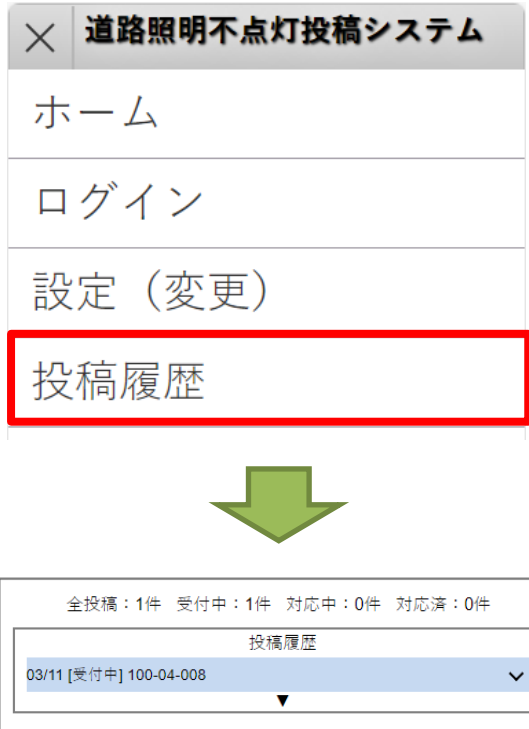 道路照明不点灯投稿システム
ホーム
ログイン
設定（変更）
投稿履歴
全投稿：1件 受付中：1件 対応中：0件 対応済：0件
投稿履歴
03/11 [受付中] 100-04-008
▼